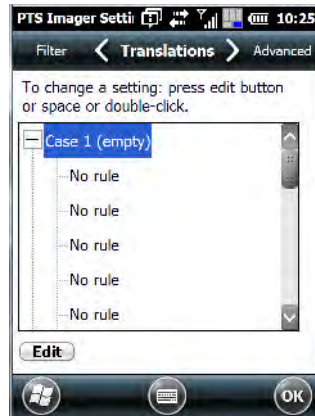 PTS Imager Setti 10:25
Filter Translations Advanced
To change a setting: press edit button
or space or double-click.
Case 1 (empty)
No rule
No rule
No rule
No rule
No rule
Edit
OK